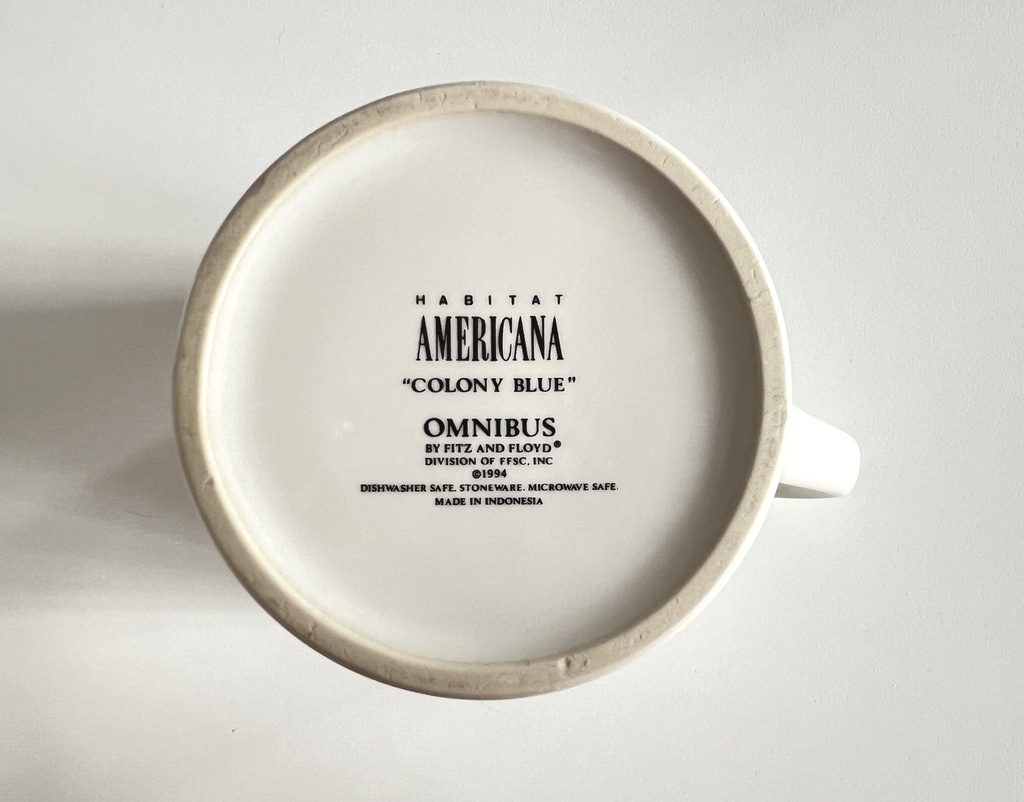 HABITAT
AMERICANA
“COLONY BLUE”
OMNIBUS
BY FITZ AND FLOYD®
DIVISION OF FFSC, INC
©1994
DISHWASHER SAFE. STONEWARE. MICROWAVE SAFE.
MADE IN INDONESIA